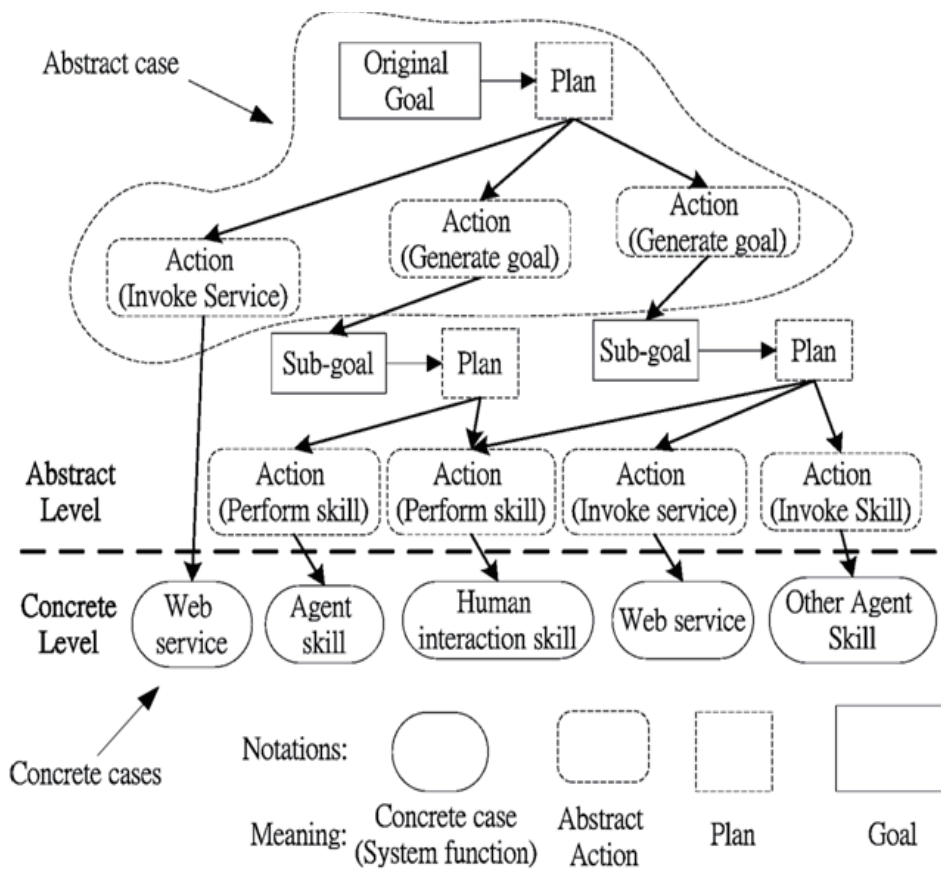 Abstract case
Original
Goal
Plan
Action
(Invoke Service)
Action
(Generate goal)
Action
(Generate goal)
Sub-goal
Plan
Sub-goal
Plan
Abstract
Level
Action
(Perform skill)
Action
(Perform skill)
Action
(Invoke service)
Action
(Invoke Skill)
Concrete
Level
Web
service
Agent
skill
Human
interaction skill
Web service
Other Agent
Skill
Concrete cases
Notations:
Meaning:
Concrete case
(System function)
Abstract
Action
Plan
Goal